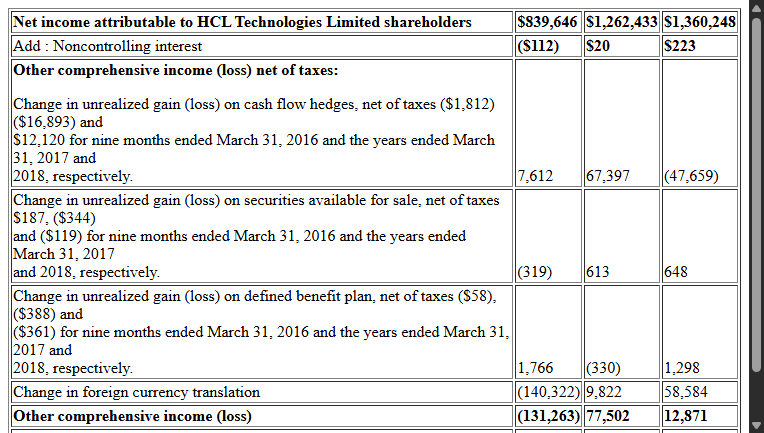 Net income attributable to HCL Technologies Limited shareholders $839,646 $1,262,433 $1,360,248
Add : Noncontrolling interest ($112) $20 $223
Other comprehensive income (loss) net of taxes:
Change in unrealized gain (loss) on cash flow hedges, net of taxes ($1,812)
($16,893) and
$12,120 for nine months ended March 31, 2016 and the years ended March
31, 2017 and
2018, respectively. 7,612 67,397 (47,659)
Change in unrealized gain (loss) on securities available for sale, net of taxes
$187, ($344)
and ($119) for nine months ended March 31, 2016 and the years ended
March 31, 2017
and 2018, respectively. (319) 613 648
Change in unrealized gain (loss) on defined benefit plan, net of taxes ($58),
($388) and
($361) for nine months ended March 31, 2016 and the years ended March 31,
2017 and
2018, respectively. 1,766 (330) 1,298
Change in foreign currency translation (140,322) 9,822 58,584
Other comprehensive income (loss) (131,263) 77,502 12,871